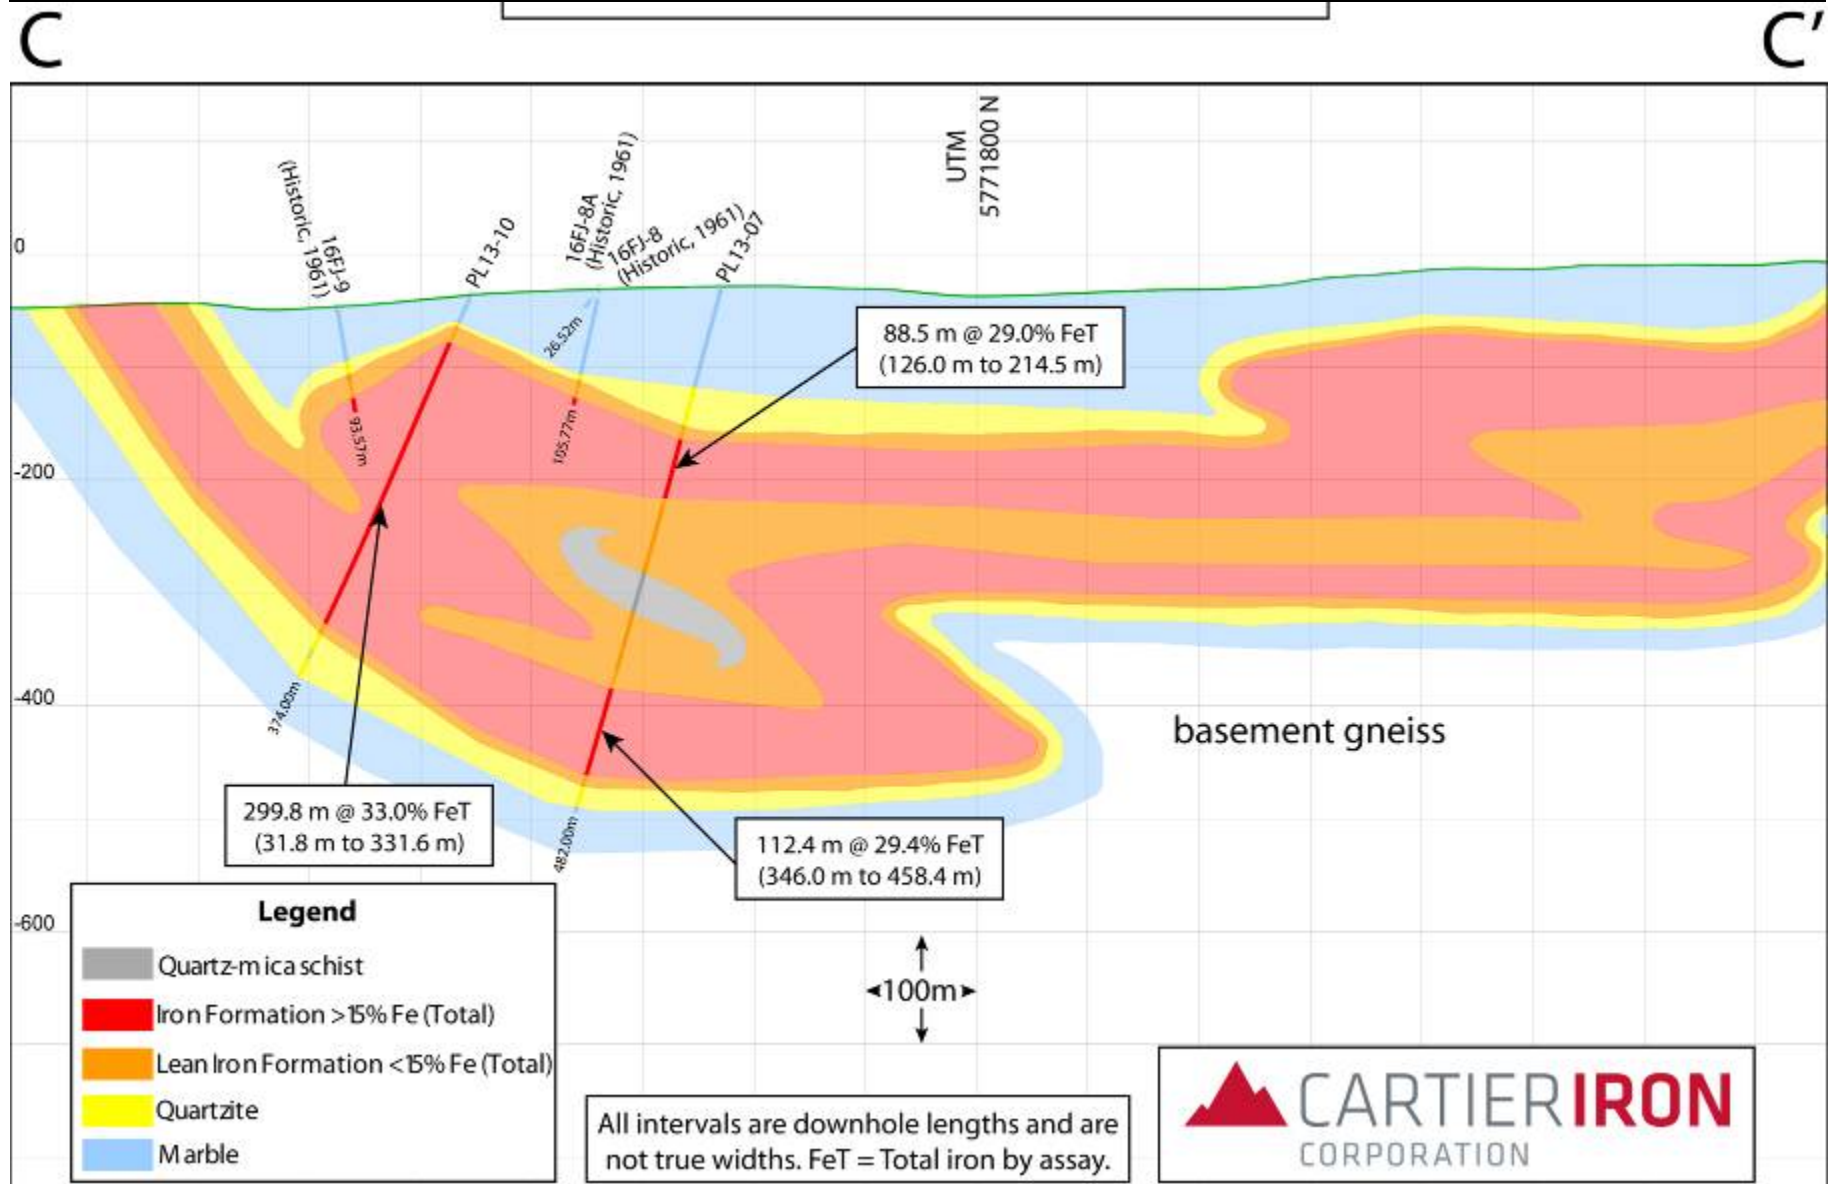 C
C'
UTM
5771800 N
16FJ-9
(Historic, 1961)
PL13-10
16FJ-8A
(Historic, 1961)
16FJ-8
(Historic, 1961)
PL13-07
0
-200
-400
-600
26.52m
93.57m
105.77m
374.00m
482.00m
88.5 m @ 29.0% FeT
(126.0 m to 214.5 m)
299.8 m @ 33.0% FeT
(31.8 m to 331.6 m)
112.4 m @ 29.4% FeT
(346.0 m to 458.4 m)
basement gneiss
100m
Legend
Quartz-mica schist
Iron Formation >15% Fe (Total)
Lean Iron Formation <15% Fe (Total)
Quartzite
Marble
All intervals are downhole lengths and are
not true widths. FeT = Total iron by assay.
CARTIER IRON
CORPORATION